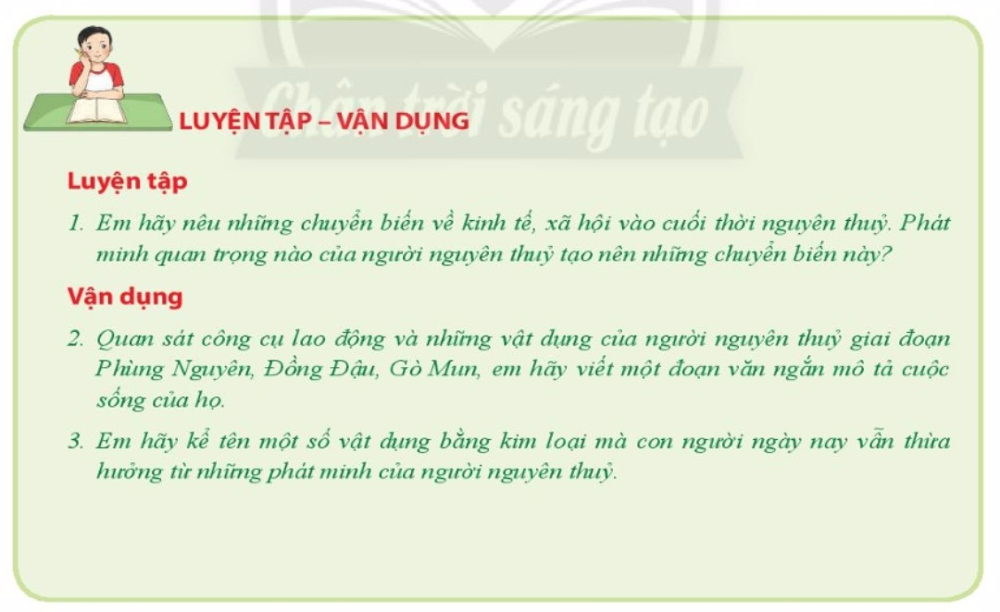 Chân trời sáng tạo
LUYỆN TẬP – VẬN DỤNG
Luyện tập
1. Em hãy nêu những chuyển biến về kinh tế, xã hội vào cuối thời nguyên thuỷ. Phát
minh quan trọng nào của người nguyên thuỷ tạo nên những chuyển biến này?
Vận dụng
2. Quan sát công cụ lao động và những vật dụng của người nguyên thuỷ giai đoạn
Phùng Nguyên, Đồng Đậu, Gò Mun, em hãy viết một đoạn văn ngắn mô tả cuộc
sống của họ.
3. Em hãy kể tên một số vật dụng bằng kim loại mà con người ngày nay vẫn thừa
hưởng từ những phát minh của người nguyên thuỷ.